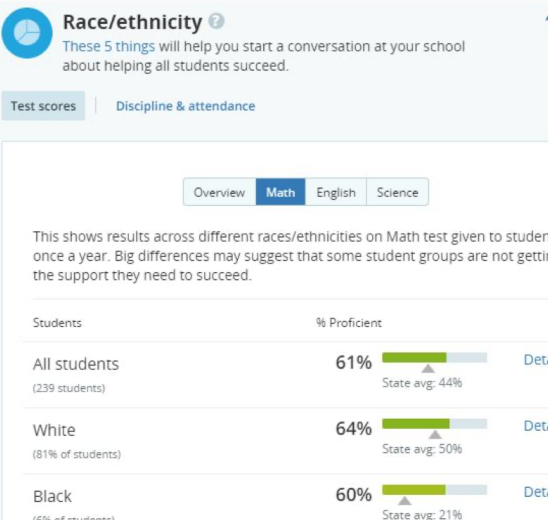 Race/ethnicity ?
These 5 things will help you start a conversation at your school
about helping all students succeed.
Test scores
Discipline & attendance
Overview Math English Science
This shows results across different races/ethnicities on Math test given to studen
once a year. Big differences may suggest that some student groups are not getti
the support they need to succeed.
Students % Proficient
All students 61% Deta
(239 students) State avg: 44%
White 64% Deta
(81% of students) State avg: 50%
Black 60% Deta
(6% of students) State avg: 21%